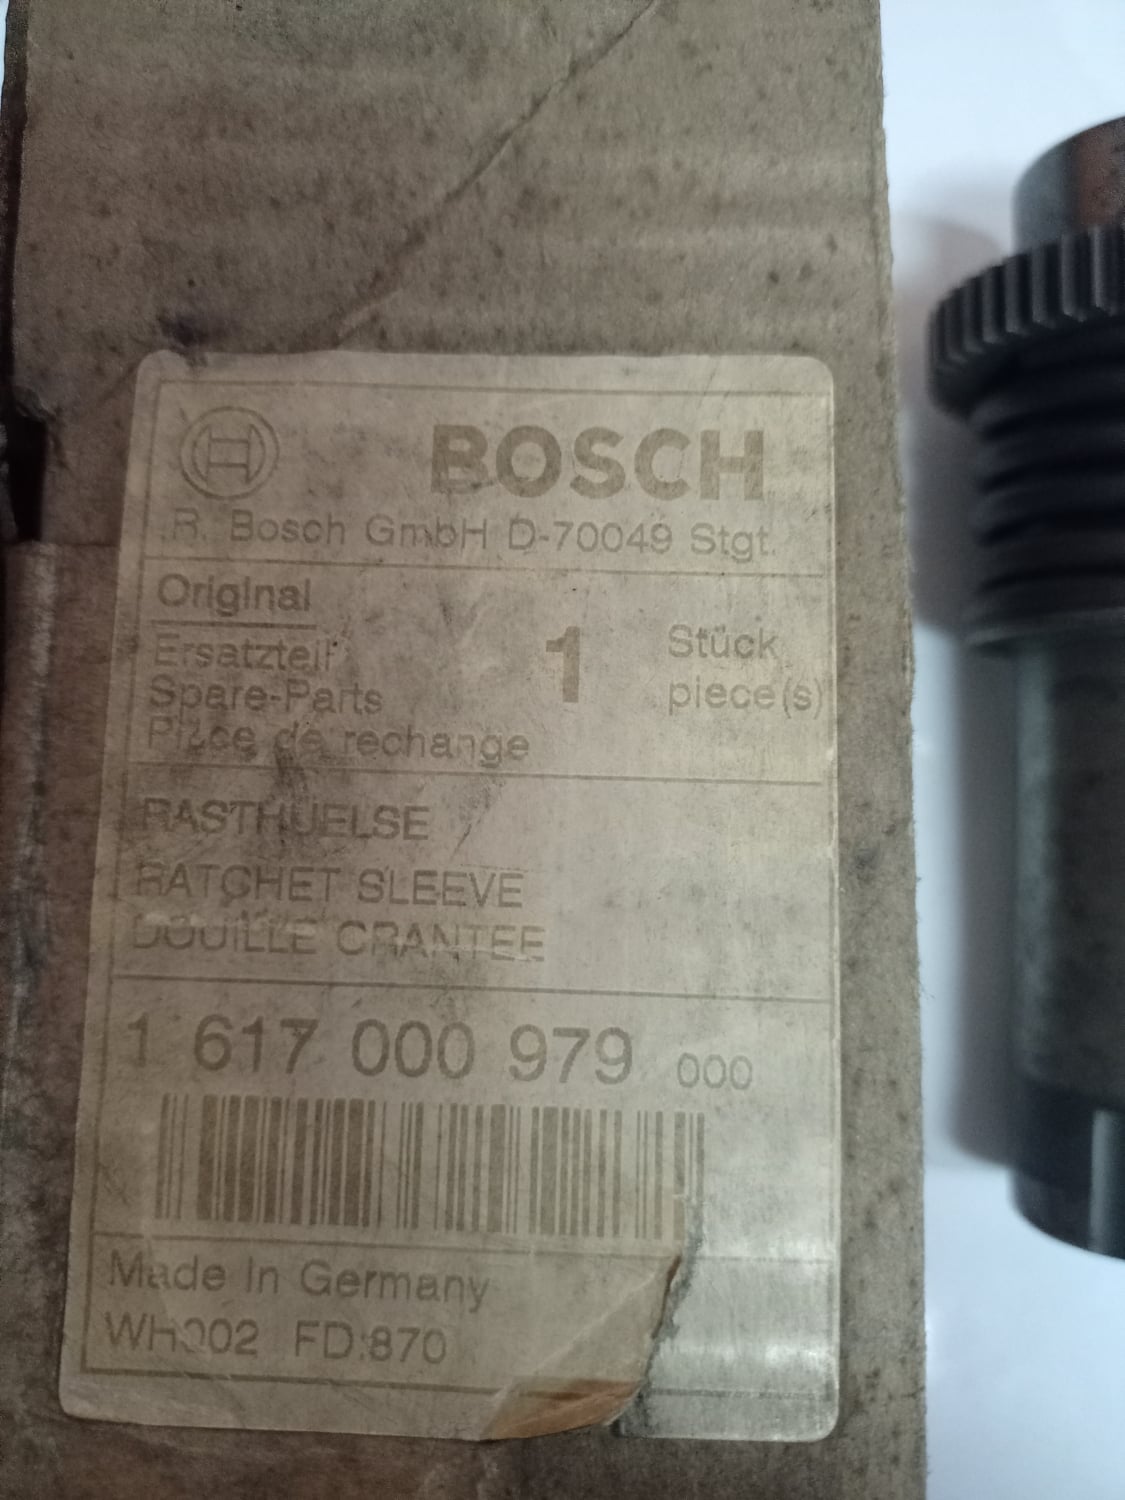 BOSCH
R. Bosch GmbH D-70049 Stgt.
Original
Ersatzteil
Spare-Parts
Pièce de rechange
1
Stück
piece(s)
RASTHUELSE
RATCHET SLEEVE
DOUILLE CRANTEE
1 617 000 979 000
Made In Germany
FD:870